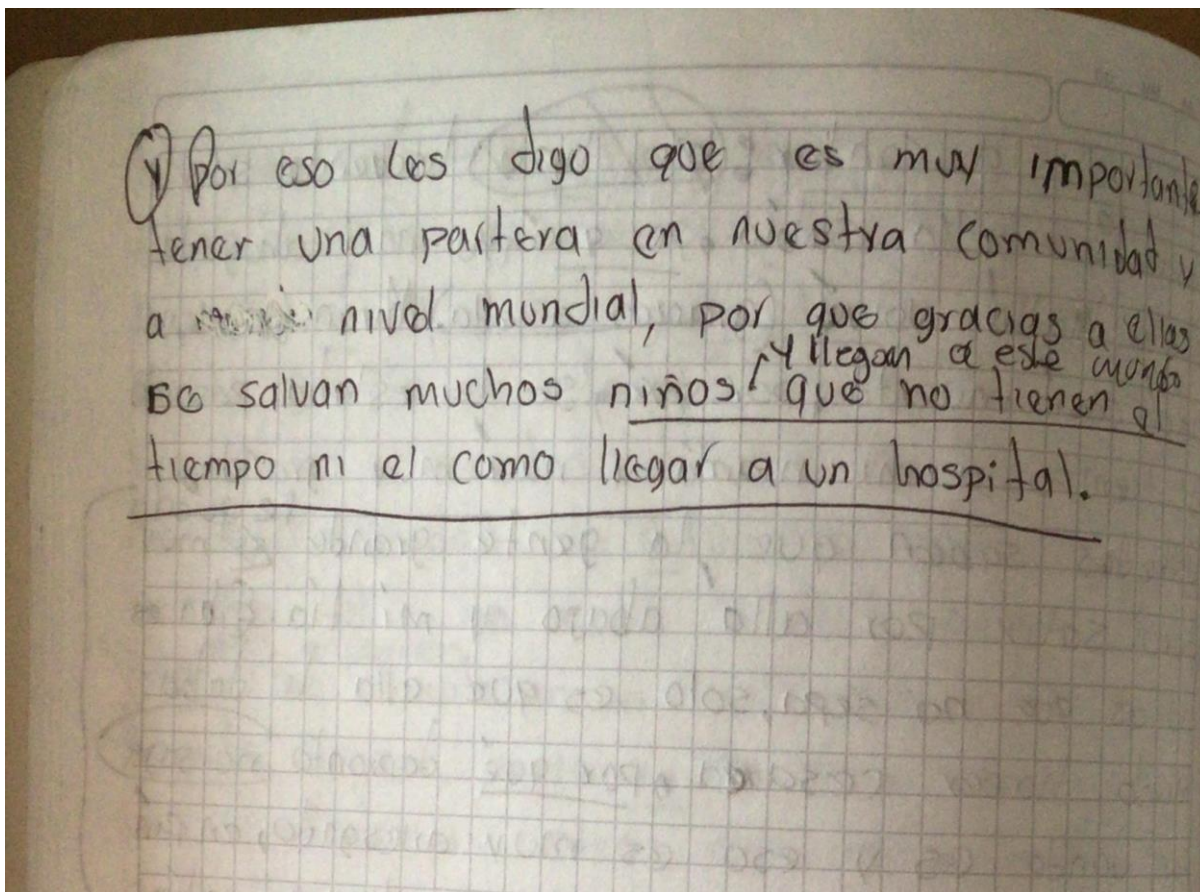 y Por eso les digo que es muy importante
tener una partera en nuestra comunidad y
a nivel mundial, por que gracias a ellas
y llegan a este mundo
se salvan muchos niños que no tienen el
tiempo ni el como llegar a un hospital.